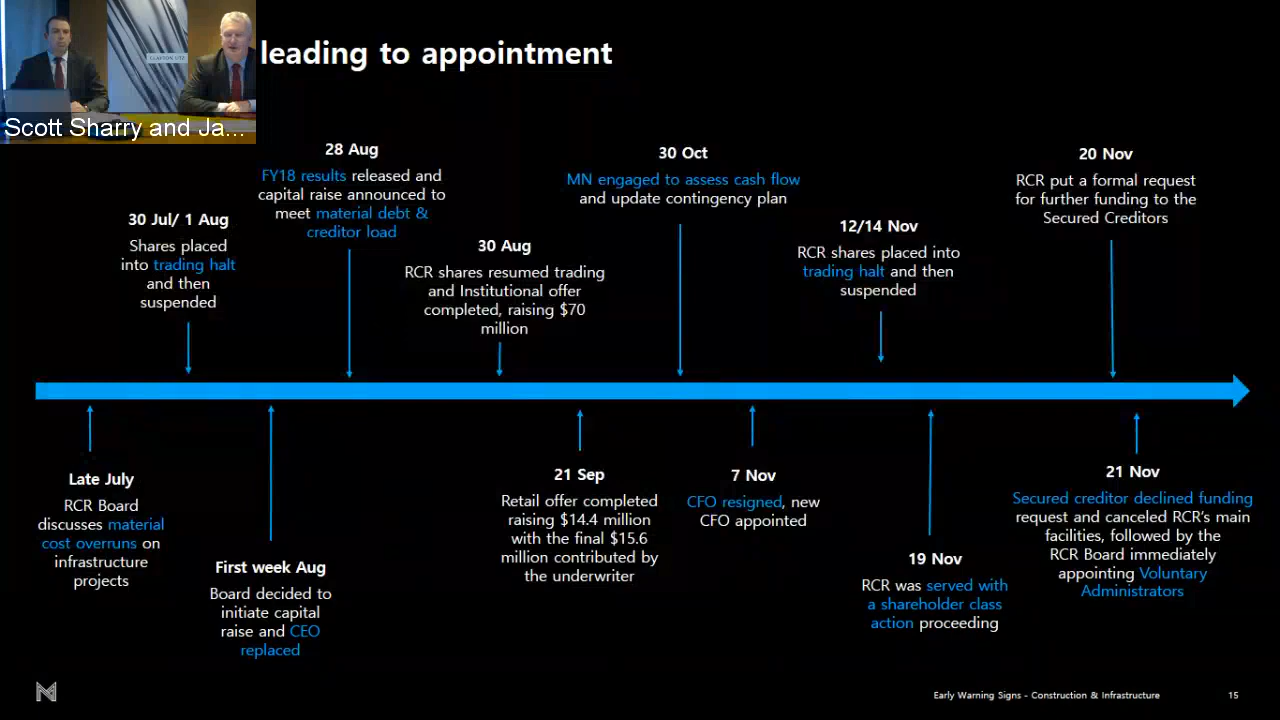 leading to appointment
CLAYTON UTZ
Scott Sharry and Ja...
28 Aug
FY18 results released and
capital raise announced to
meet material debt &
creditor load
30 Jul/ 1 Aug
Shares placed
into trading halt
and then
suspended
30 Aug
RCR shares resumed trading
and Institutional offer
completed, raising $70
million
30 Oct
MN engaged to assess cash flow
and update contingency plan
12/14 Nov
RCR shares placed into
trading halt and then
suspended
20 Nov
RCR put a formal request
for further funding to the
Secured Creditors
Late July
RCR Board
discusses material
cost overruns on
infrastructure
projects
First week Aug
Board decided to
initiate capital
raise and CEO
replaced
21 Sep
Retail offer completed
raising $14.4 million
with the final $15.6
million contributed by
the underwriter
7 Nov
CFO resigned, new
CFO appointed
19 Nov
RCR was served with
a shareholder class
action proceeding
21 Nov
Secured creditor declined funding
request and canceled RCR's main
facilities, followed by the
RCR Board immediately
appointing Voluntary
Administrators
Early Warning Signs - Construction & Infrastructure
15